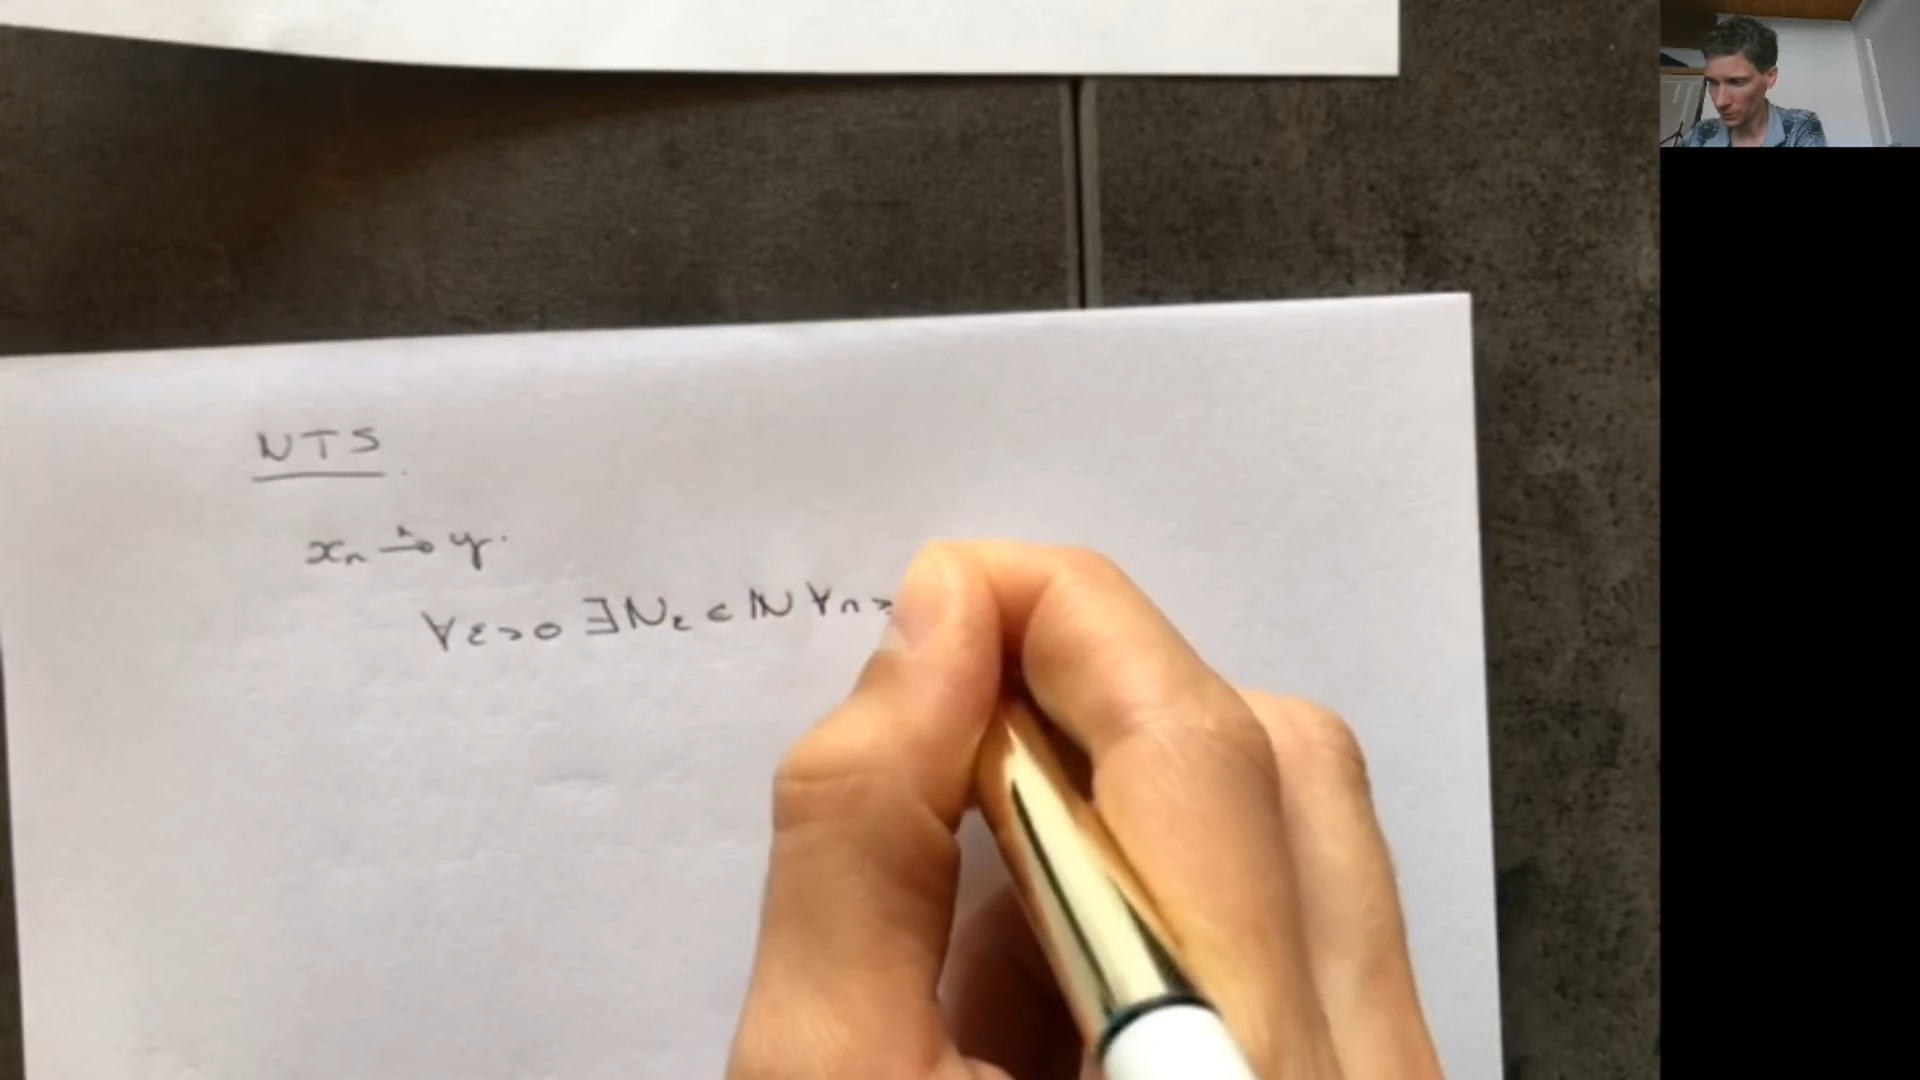 NTS
xₙ → y.
∀ε>0 ∃N_ε ∈ ℕ ∀n>